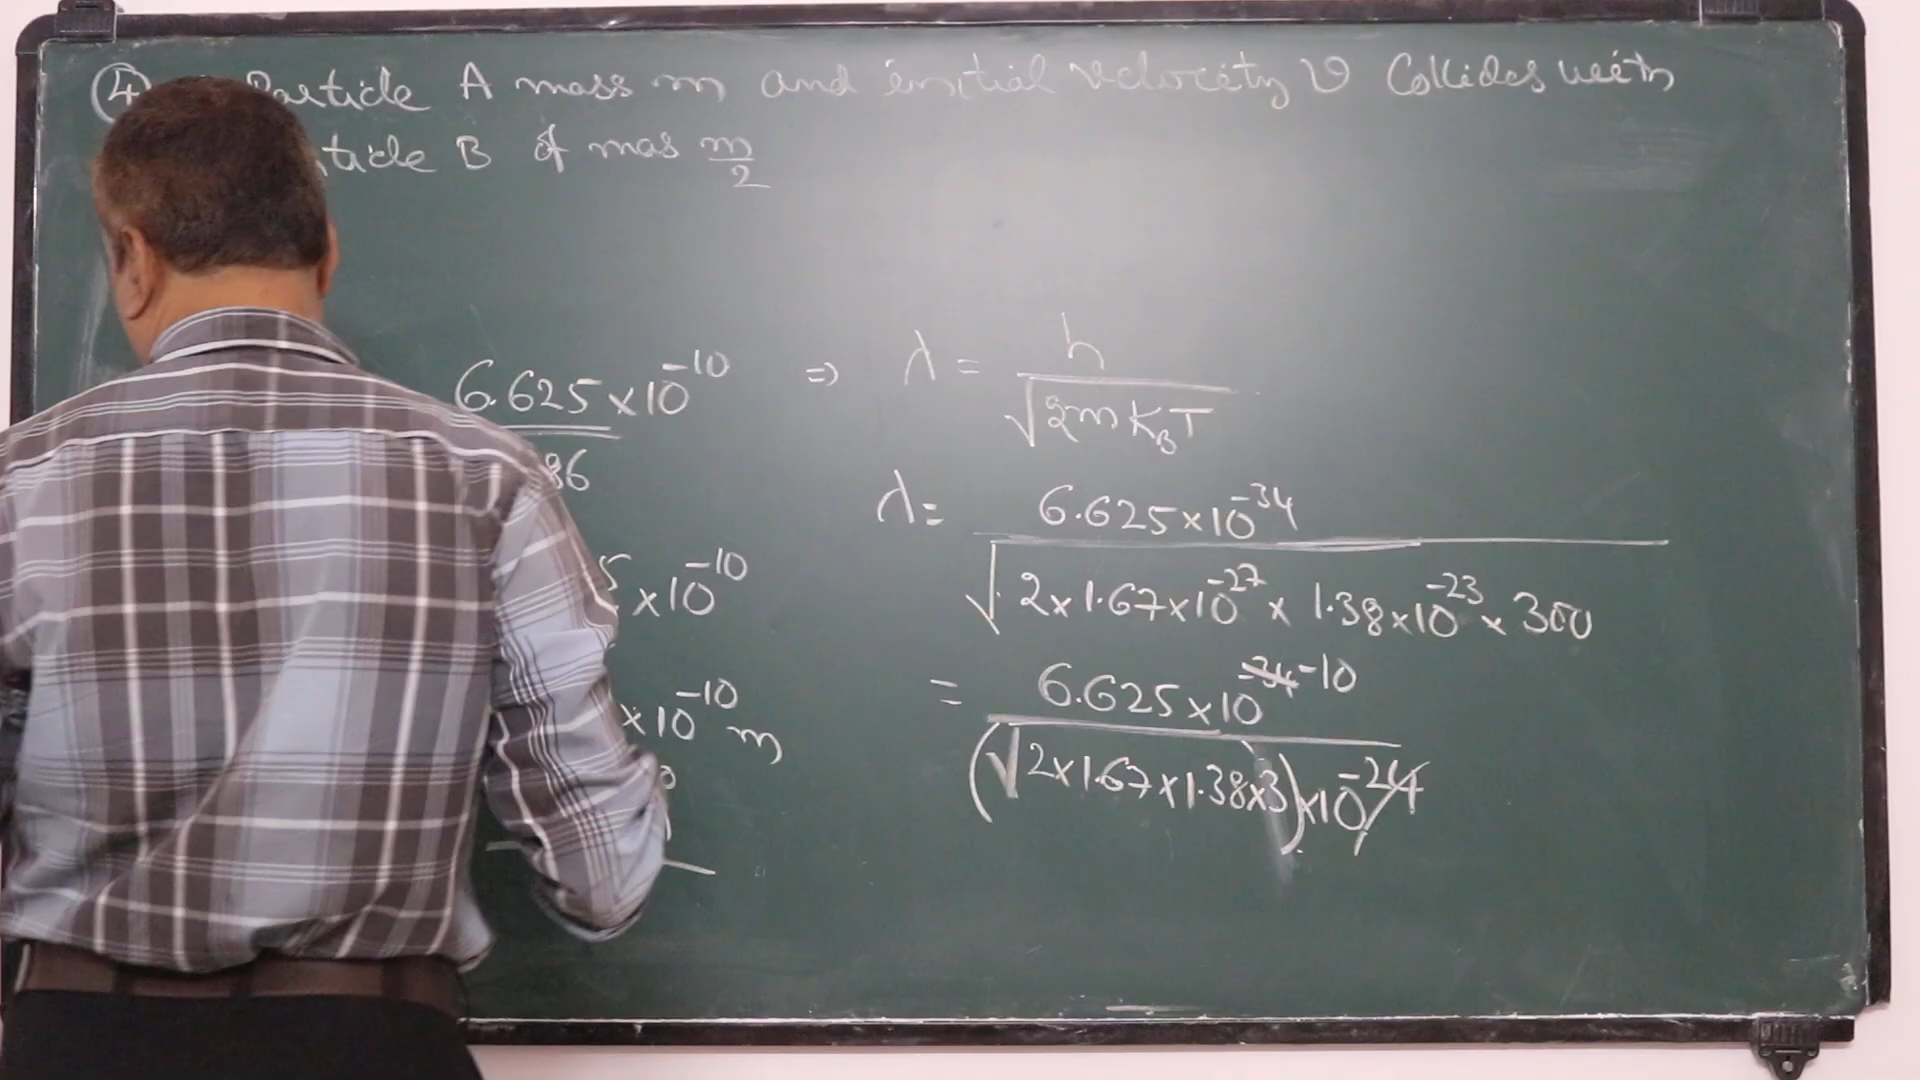 ④ Particle A mass m and initial velocity v Collides with
ticle B of mas m/2
6.625×10^-10 ⇒ λ = h / √(2mK_BT)
86
λ = 6.625×10^-34 / √(2×1.67×10^-27 × 1.38×10^-23 × 300)
5 ×10^-10
= 6.625×10^-34 -10 / (√(2×1.67×1.38×3)×10^-24
×10^-10 m